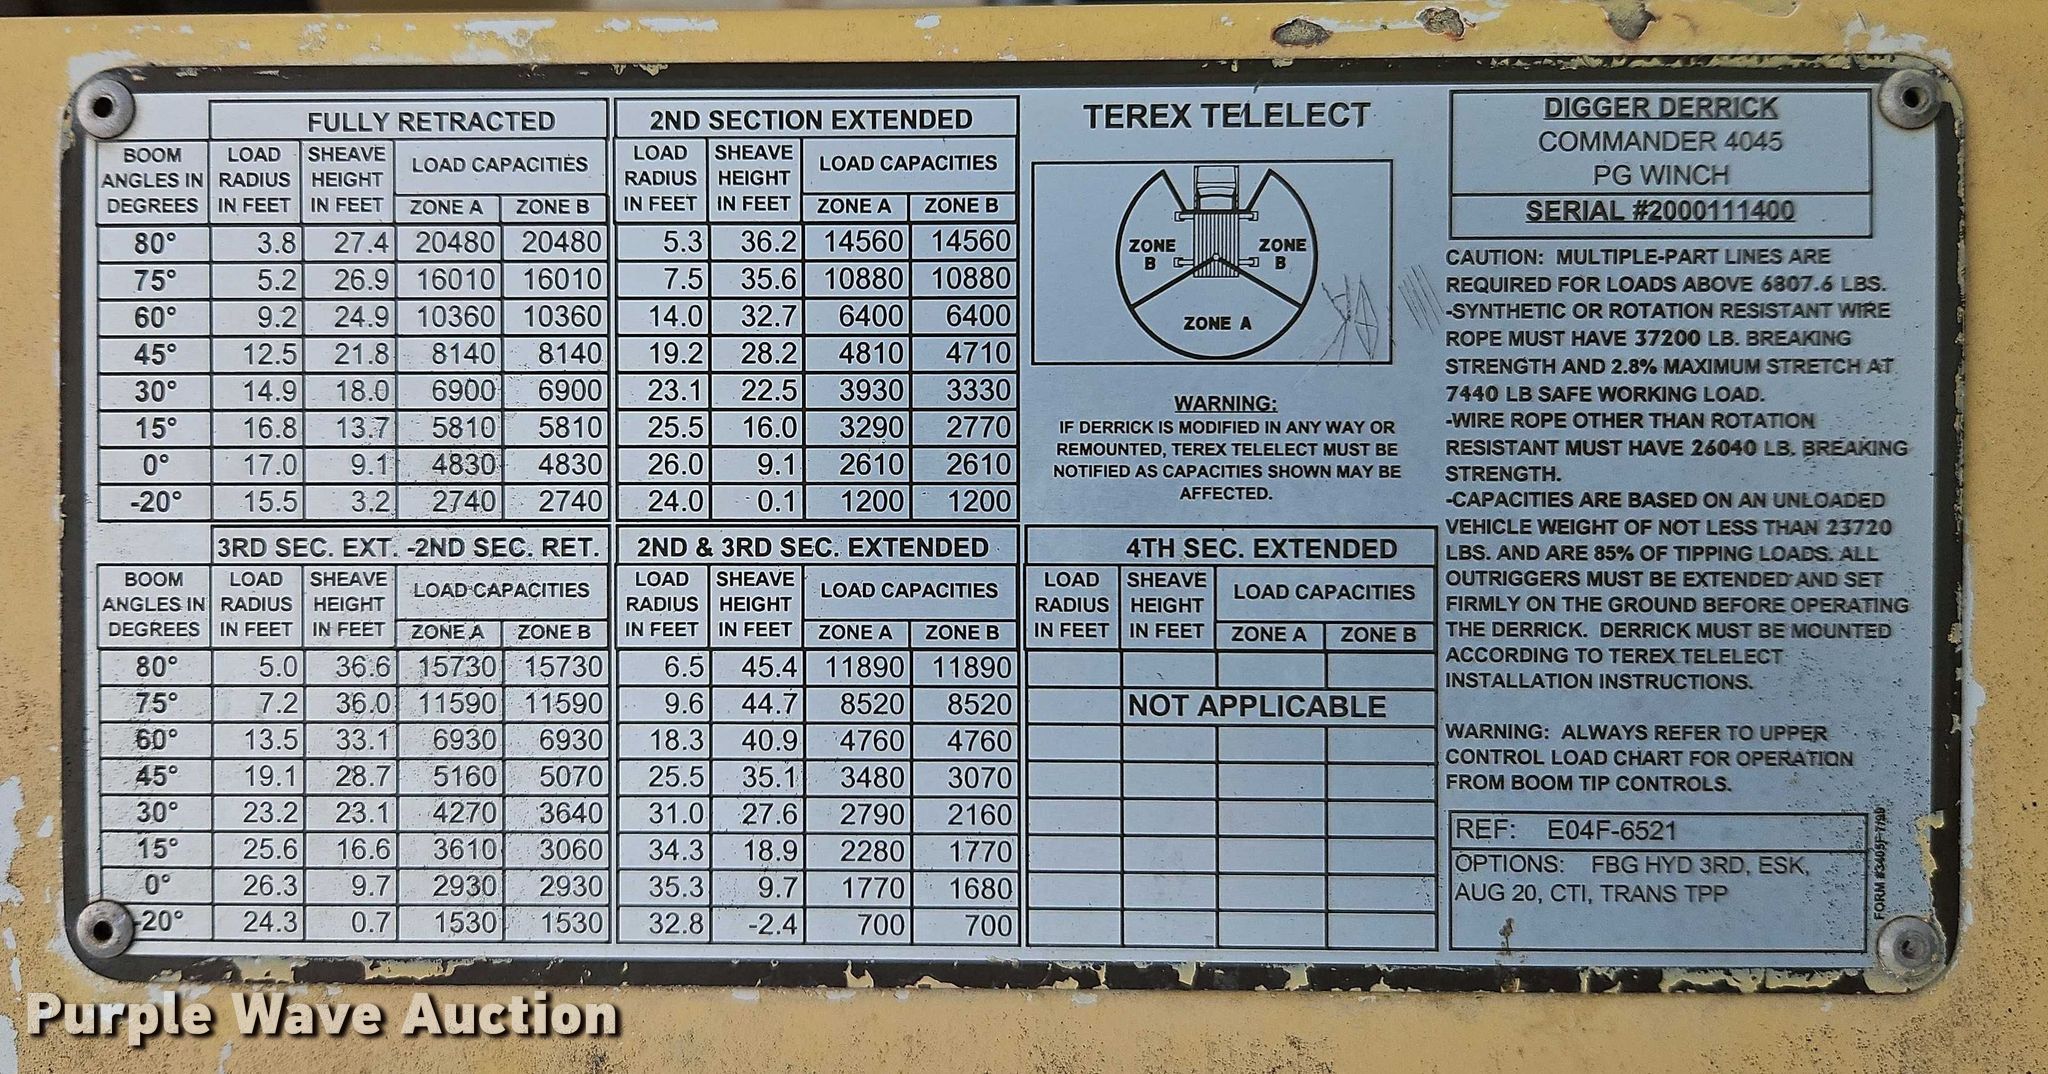 FULLY RETRACTED
BOOM ANGLES IN DEGREES | LOAD RADIUS IN FEET | SHEAVE HEIGHT IN FEET | LOAD CAPACITIES
ZONE A | ZONE B
80° 3.8 27.4 20480 20480
75° 5.2 26.9 16010 16010
60° 9.2 24.9 10360 10360
45° 12.5 21.8 8140 8140
30° 14.9 18.0 6900 6900
15° 16.8 13.7 5810 5810
0° 17.0 9.1 4830 4830
-20° 15.5 3.2 2740 2740
2ND SECTION EXTENDED
LOAD RADIUS IN FEET | SHEAVE HEIGHT IN FEET | LOAD CAPACITIES
ZONE A | ZONE B
5.3 36.2 14560 14560
7.5 35.6 10880 10880
14.0 32.7 6400 6400
19.2 28.2 4810 4710
23.1 22.5 3930 3330
25.5 16.0 3290 2770
26.0 9.1 2610 2610
24.0 0.1 1200 1200
3RD SEC. EXT. -2ND SEC. RET.
BOOM ANGLES IN DEGREES | LOAD RADIUS IN FEET | SHEAVE HEIGHT IN FEET | LOAD CAPACITIES
ZONE A | ZONE B
80° 5.0 36.6 15730 15730
75° 7.2 36.0 11590 11590
60° 13.5 33.1 6930 6930
45° 19.1 28.7 5160 5070
30° 23.2 23.1 4270 3640
15° 25.6 16.6 3610 3060
0° 26.3 9.7 2930 2930
-20° 24.3 0.7 1530 1530
2ND & 3RD SEC. EXTENDED
LOAD RADIUS IN FEET | SHEAVE HEIGHT IN FEET | LOAD CAPACITIES
ZONE A | ZONE B
6.5 45.4 11890 11890
9.6 44.7 8520 8520
18.3 40.9 4760 4760
25.5 35.1 3480 3070
31.0 27.6 2790 2160
34.3 18.9 2280 1770
35.3 9.7 1770 1680
32.8 -2.4 700 700
TEREX TELELECT
ZONE B
ZONE B
ZONE A
WARNING:
IF DERRICK IS MODIFIED IN ANY WAY OR
REMOUNTED, TEREX TELELECT MUST BE
NOTIFIED AS CAPACITIES SHOWN MAY BE
AFFECTED.
4TH SEC. EXTENDED
LOAD RADIUS IN FEET | SHEAVE HEIGHT IN FEET | LOAD CAPACITIES
ZONE A | ZONE B
NOT APPLICABLE
DIGGER DERRICK
COMMANDER 4045
PG WINCH
SERIAL #2000111400
CAUTION: MULTIPLE-PART LINES ARE
REQUIRED FOR LOADS ABOVE 6807.6 LBS.
-SYNTHETIC OR ROTATION RESISTANT WIRE
ROPE MUST HAVE 37200 LB. BREAKING
STRENGTH AND 2.8% MAXIMUM STRETCH AT
7440 LB SAFE WORKING LOAD.
-WIRE ROPE OTHER THAN ROTATION
RESISTANT MUST HAVE 26040 LB. BREAKING
STRENGTH.
-CAPACITIES ARE BASED ON AN UNLOADED
VEHICLE WEIGHT OF NOT LESS THAN 23720
LBS. AND ARE 85% OF TIPPING LOADS. ALL
OUTRIGGERS MUST BE EXTENDED AND SET
FIRMLY ON THE GROUND BEFORE OPERATING
THE DERRICK. DERRICK MUST BE MOUNTED
ACCORDING TO TEREX TELELECT
INSTALLATION INSTRUCTIONS.
WARNING: ALWAYS REFER TO UPPER
CONTROL LOAD CHART FOR OPERATION
FROM BOOM TIP CONTROLS.
REF: E04F-6521
OPTIONS: FBG HYD 3RD, ESK,
AUG 20, CTI, TRANS TPP
Purple Wave Auction